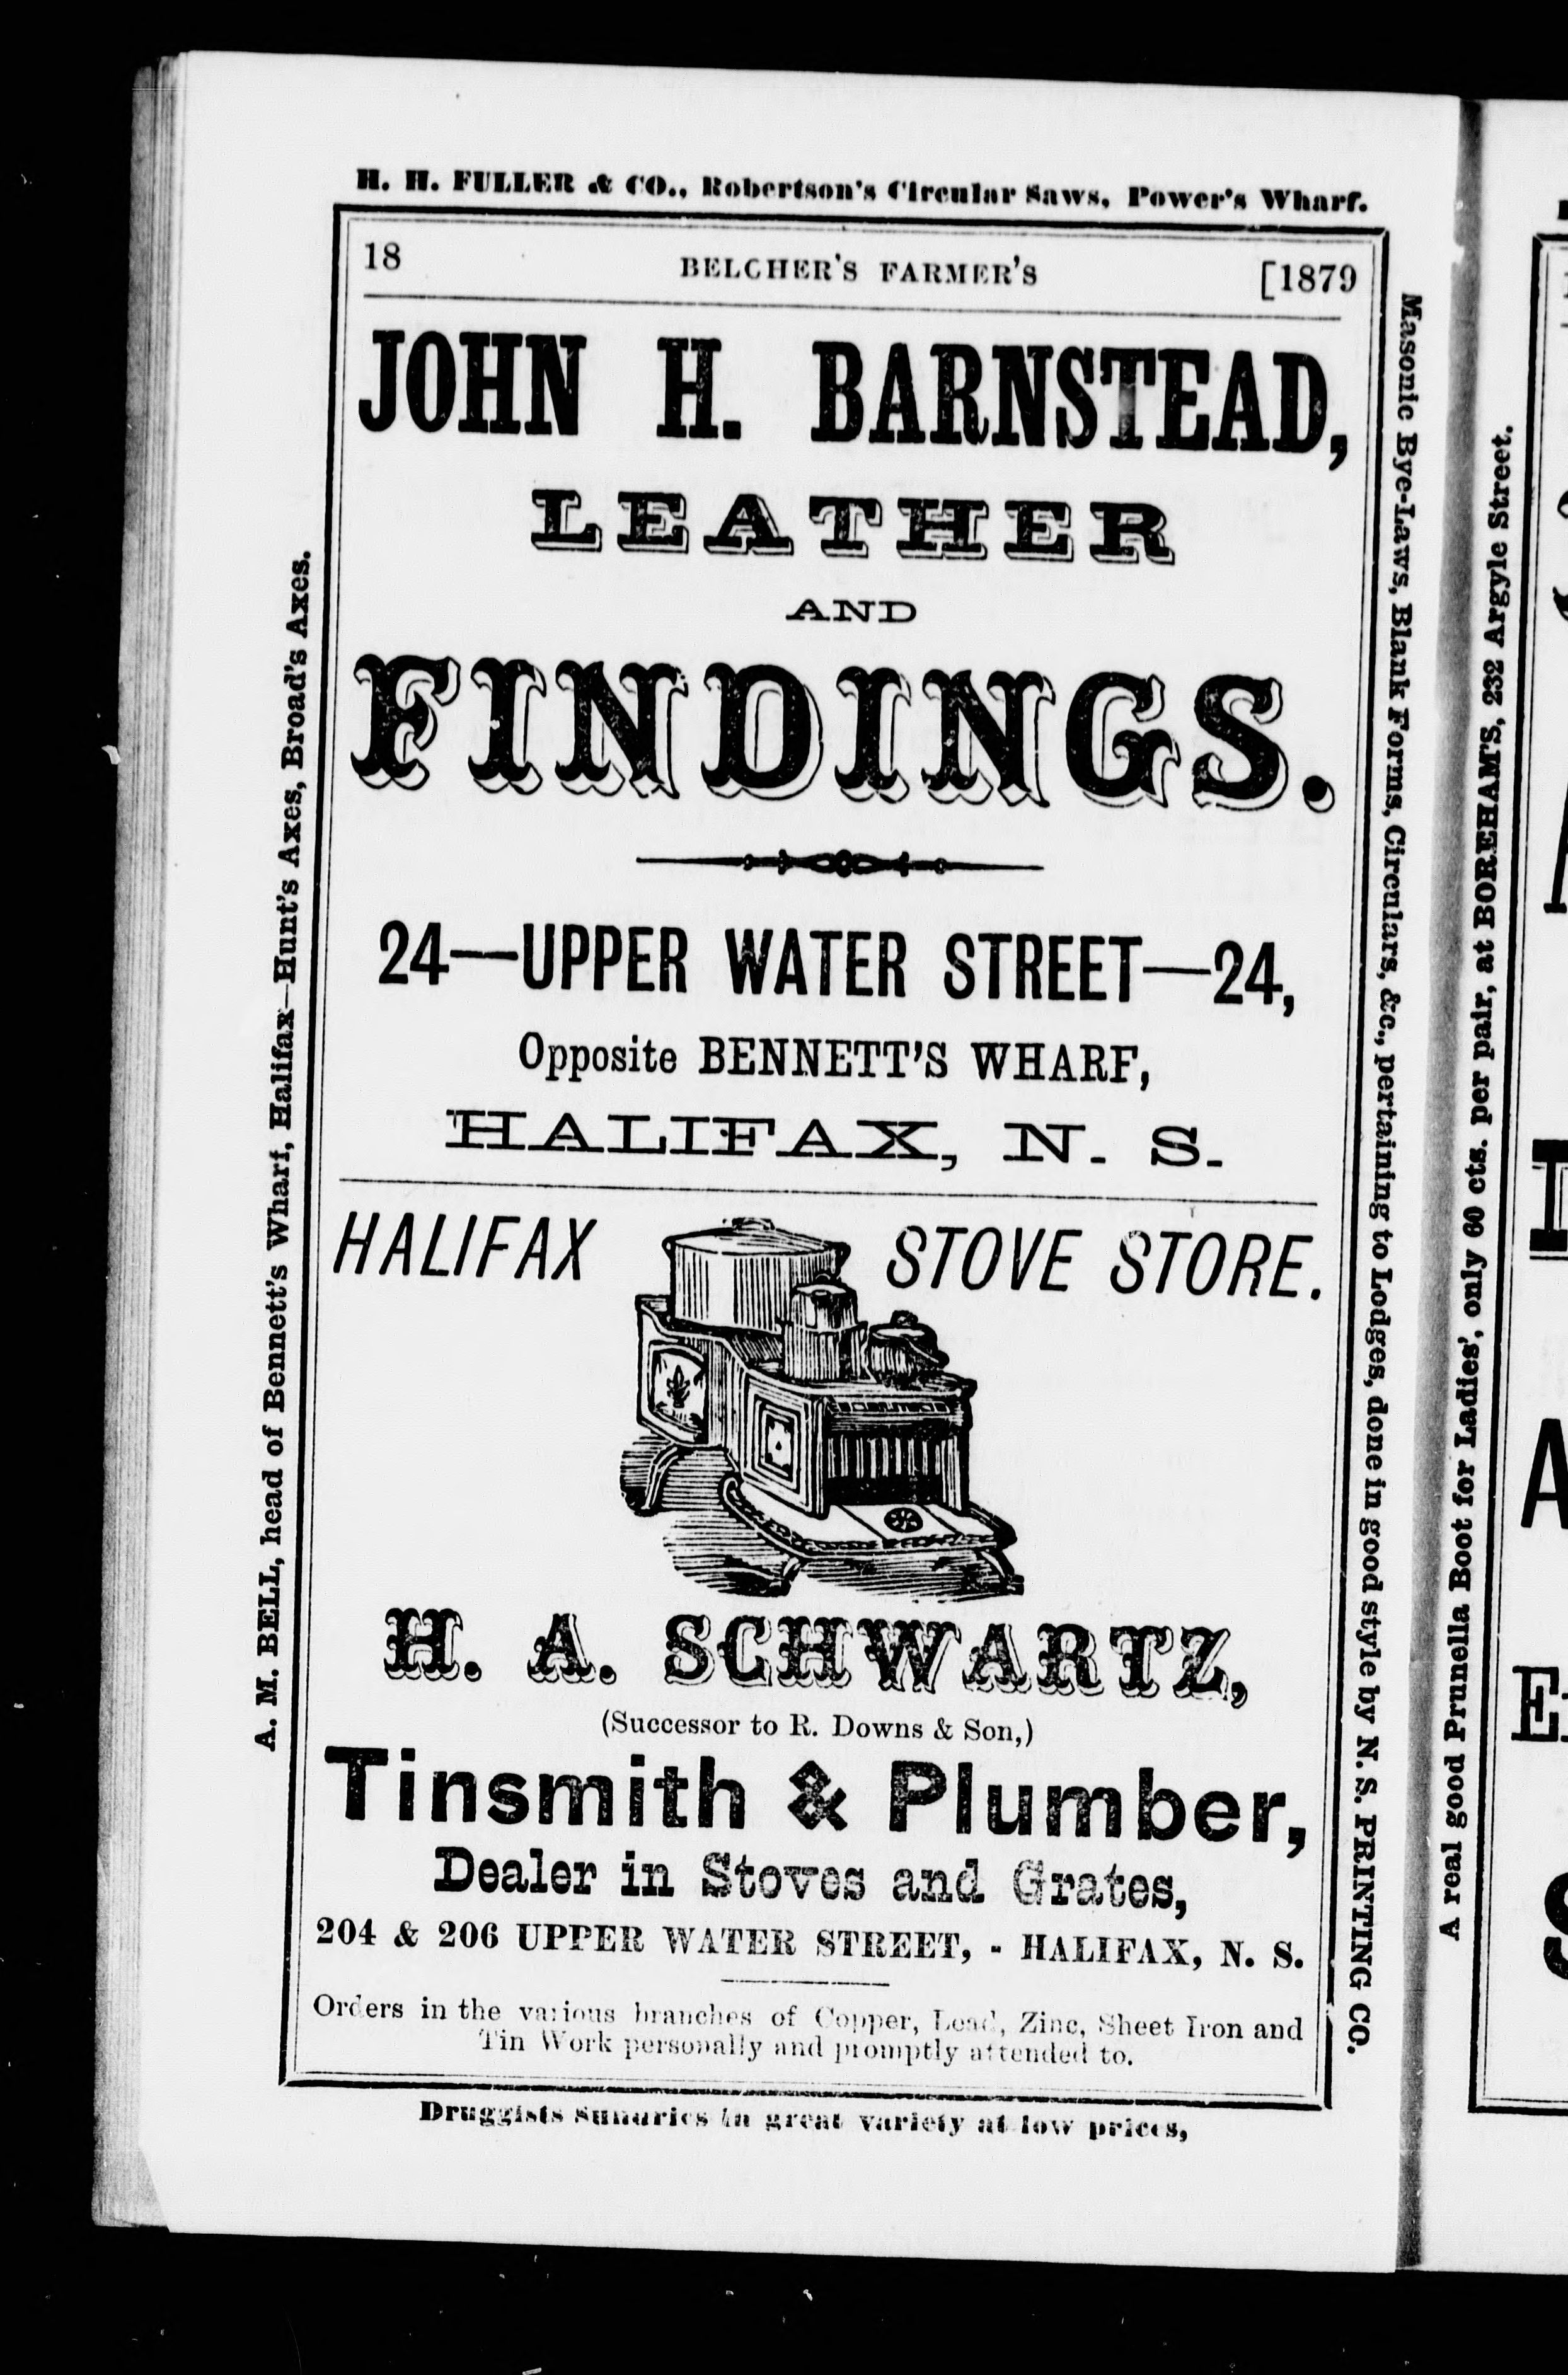 H. H. FULLER & CO., Robertson's Circular Saws, Power's Wharf.
18 BELCHER'S FARMER'S [1879
JOHN H. BARNSTEAD,
LEATHER
AND
FINDINGS.
24—UPPER WATER STREET—24,
Opposite BENNETT'S WHARF,
HALIFAX, N. S.
HALIFAX STOVE STORE.
H. A. SCHWARTZ,
(Successor to R. Downs & Son,)
Tinsmith & Plumber,
Dealer in Stoves and Grates,
204 & 206 UPPER WATER STREET, - HALIFAX, N. S.
Orders in the various branches of Copper, Lead, Zinc, Sheet Iron and
Tin Work personally and promptly attended to.
Druggists Sundries in great variety at low prices,
A. M. BELL, head of Bennett's Wharf, Halifax—Hunt's Axes, Broad's Axes.
Masonic Bye-Laws, Blank Forms, Circulars, &c., pertaining to Lodges, done in good style by N. S. PRINTING CO.
A real good Prunella Boot for Ladies', only 60 cts. per pair, at BOREHAM'S, 232 Argyle Street.